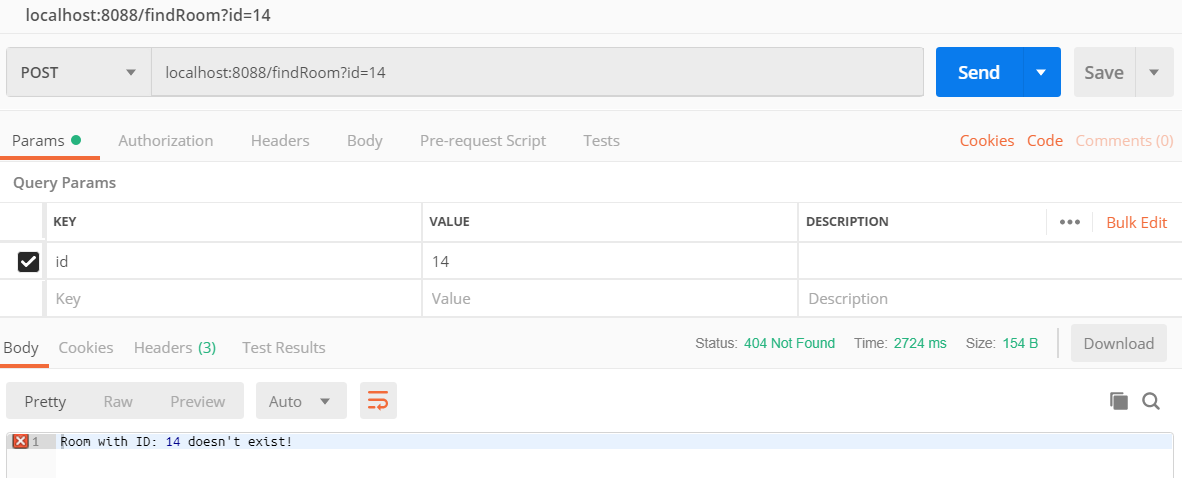 localhost:8088/findRoom?id=14
POST localhost:8088/findRoom?id=14 Send Save
Params Authorization Headers Body Pre-request Script Tests Cookies Code Comments (0)
Query Params
KEY VALUE DESCRIPTION ••• Bulk Edit
id 14
Key Value Description
Body Cookies Headers (3) Test Results Status: 404 Not Found Time: 2724 ms Size: 154 B Download
Pretty Raw Preview Auto
1 Room with ID: 14 doesn't exist!